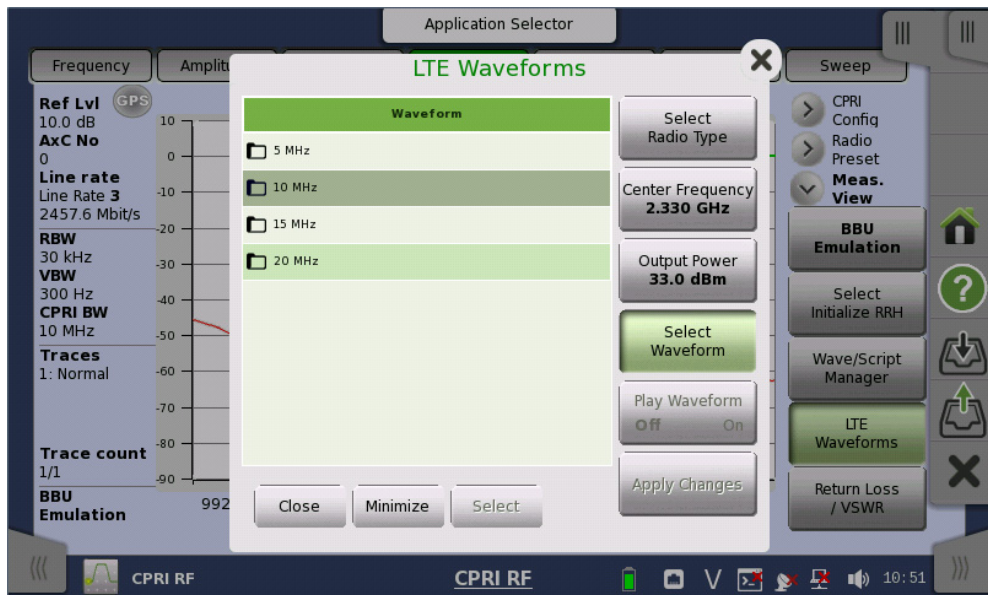 Application Selector
Frequency
Amplitu
Sweep
LTE Waveforms
Ref Lvl
GPS
10.0 dB
AxC No
0
Line rate
Line Rate 3
2457.6 Mbit/s
RBW
30 kHz
VBW
300 Hz
CPRI BW
10 MHz
Traces
1: Normal
Trace count
1/1
BBU
Emulation
10
0
-10
-20
-30
-40
-50
-60
-70
-80
-90
992
Waveform
5 MHz
10 MHz
15 MHz
20 MHz
Close
Minimize
Select
Select
Radio Type
Center Frequency
2.330 GHz
Output Power
33.0 dBm
Select
Waveform
Play Waveform
Off On
Apply Changes
CPRI
Config
Radio
Preset
Meas.
View
BBU
Emulation
Select
Initialize RRH
Wave/Script
Manager
LTE
Waveforms
Return Loss
/ VSWR
CPRI RF
CPRI RF
V
10:51